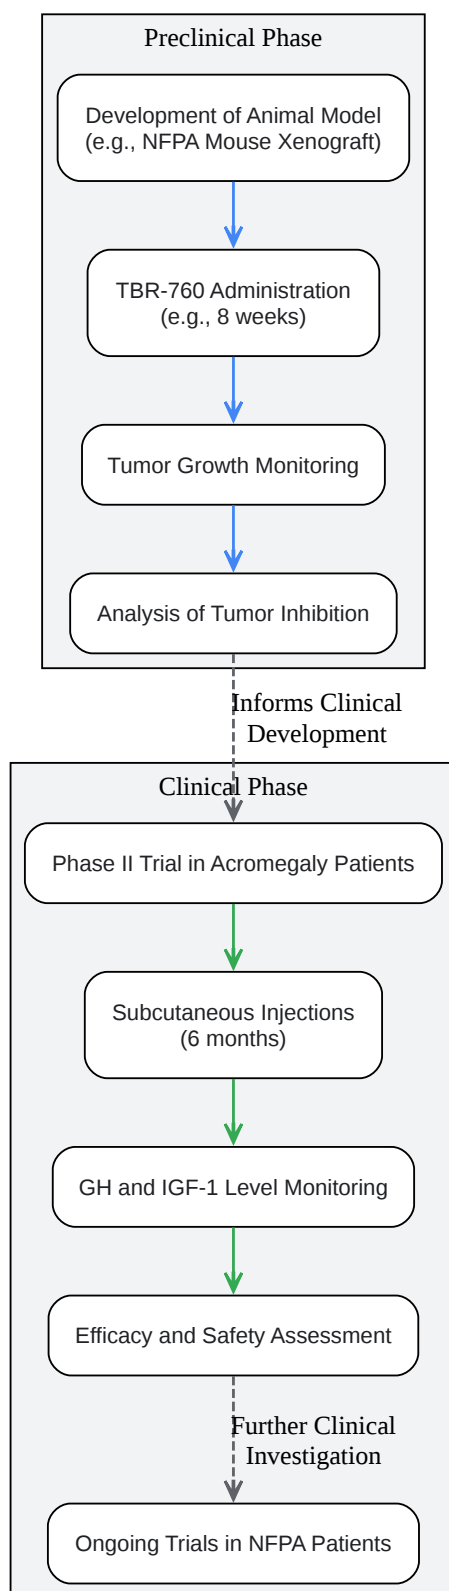 Preclinical Phase
Development of Animal Model
(e.g., NFPA Mouse Xenograft)
TBR-760 Administration
(e.g., 8 weeks)
Tumor Growth Monitoring
Analysis of Tumor Inhibition
Informs Clinical
Development
Clinical Phase
Phase II Trial in Acromegaly Patients
Subcutaneous Injections
(6 months)
GH and IGF-1 Level Monitoring
Efficacy and Safety Assessment
Further Clinical
Investigation
Ongoing Trials in NFPA Patients